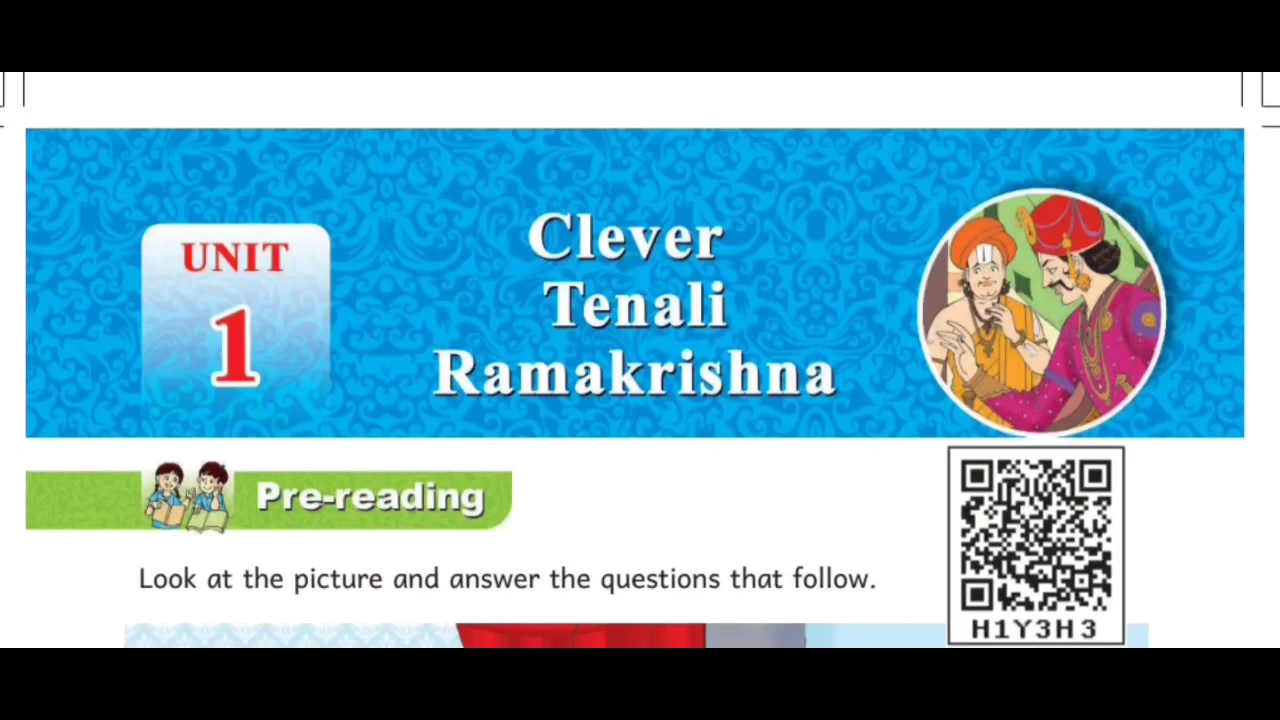 UNIT
1
Clever
Tenali
Ramakrishna
Pre-reading
Look at the picture and answer the questions that follow.
H1Y3H3